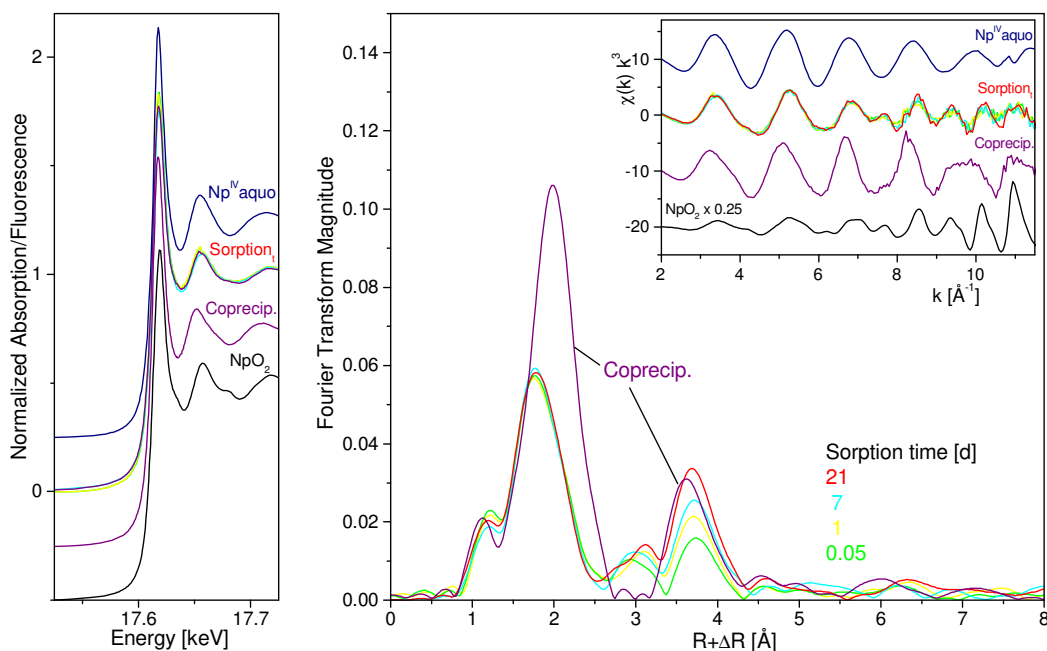 Normalized Absorption/Fluorescence
2
1
0
Np^IV aquo
Sorption_t
Coprecip.
NpO₂
17.6
17.7
Energy [keV]
Fourier Transform Magnitude
0.14
0.12
0.10
0.08
0.06
0.04
0.02
0.00
0
1
2
3
4
5
6
7
8
R+ΔR [Å]
Coprecip.
Sorption time [d]
21
7
1
0.05
χ(k) k³
10
0
-10
-20
Np^IV aquo
Sorption_t
Coprecip.
NpO₂ x 0.25
2
4
6
8
10
k [Å⁻¹]